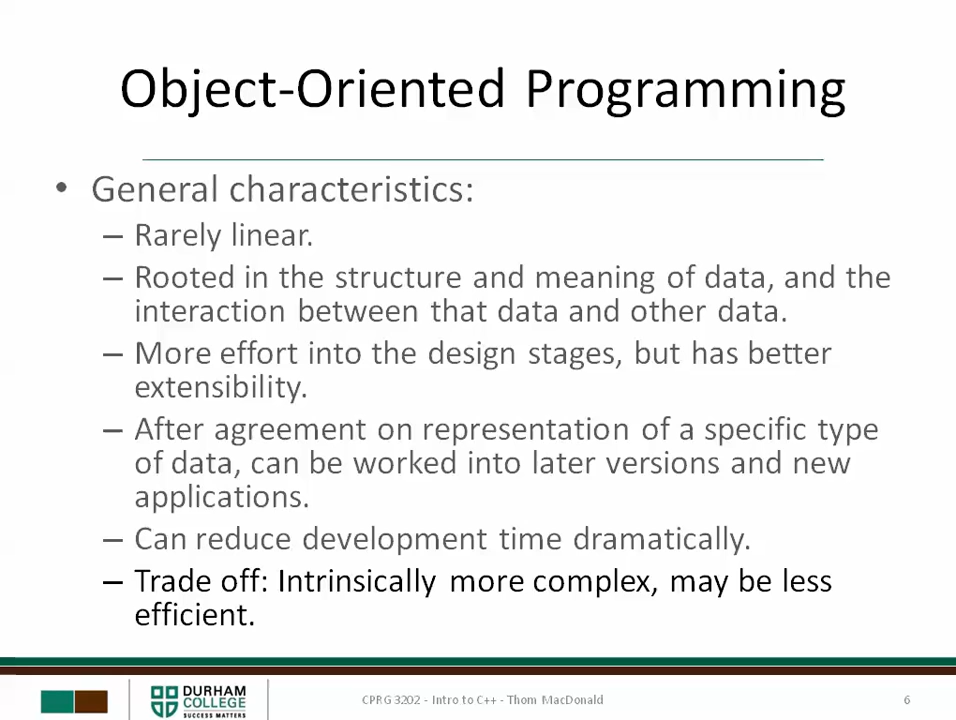 Object-Oriented Programming
• General characteristics:
– Rarely linear.
– Rooted in the structure and meaning of data, and the
interaction between that data and other data.
– More effort into the design stages, but has better
extensibility.
– After agreement on representation of a specific type
of data, can be worked into later versions and new
applications.
– Can reduce development time dramatically.
– Trade off: Intrinsically more complex, may be less
efficient.
DURHAM
COLLEGE
SUCCESS MATTERS
CPRG 3202 - Intro to C++ - Thom MacDonald
6